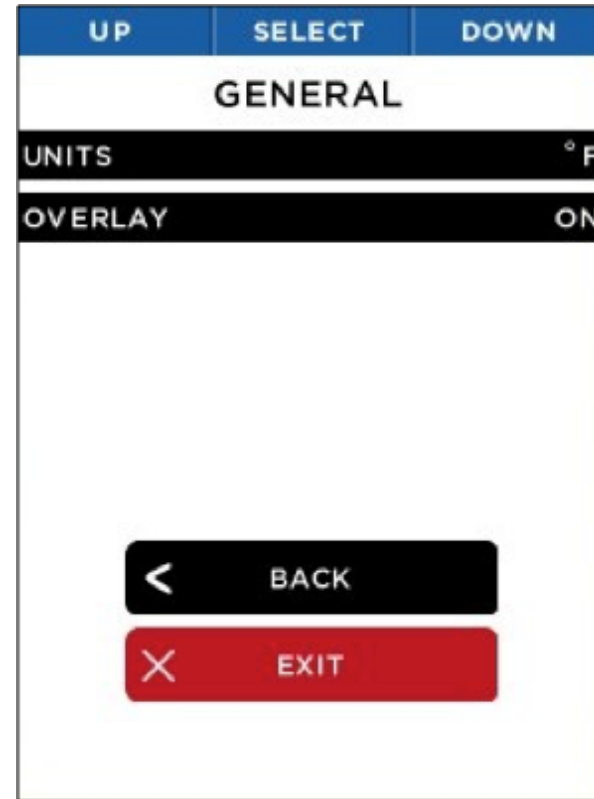 UP SELECT DOWN
GENERAL
UNITS °F
OVERLAY ON
< BACK
X EXIT